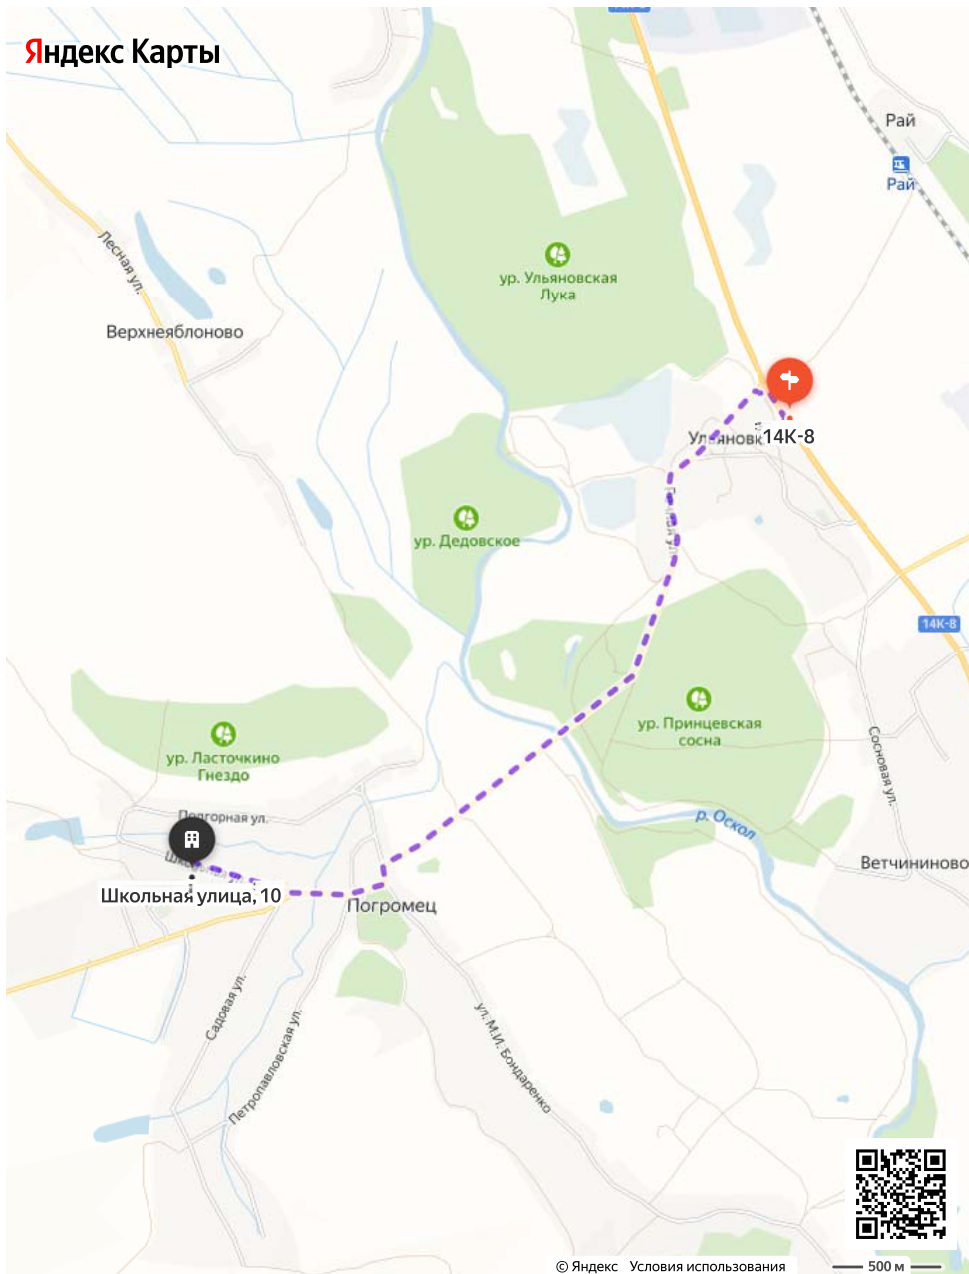 Яндекс Карты
Рай
Рай
Лесная ул.
ур. Ульяновская
Лука
Верхнеяблоново
14К-8
ур. Дедовское
14К-8
ур. Принцевская
сосна
Сосновая ул.
ур. Ласточкино
Гнездо
Подгорная ул.
р. Оскол
Ветчининово
Школьная улица, 10
Погромец
Садовая ул.
Петропавловская ул.
ул. М.И. Бондаренко
© Яндекс Условия использования
500 м